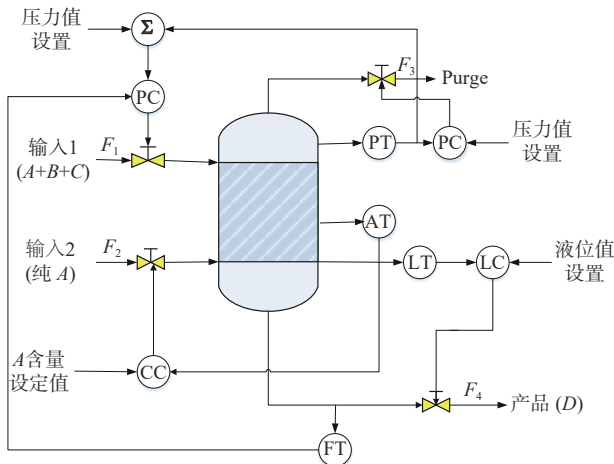 压力值
设置
Σ
F3
Purge
PC
PT
PC
压力值
设置
输入1
(A+B+C)
F1
AT
输入2
(纯 A)
F2
LT
LC
液位值
设置
A含量
设定值
CC
F4
产品 (D)
FT